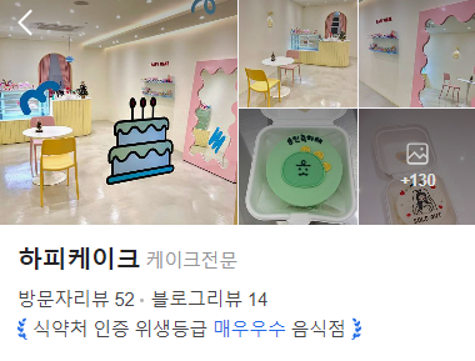 +130
SOLD OUT
하피케이크 케이크전문
방문자리뷰 52 · 블로그리뷰 14
식약처 인증 위생등급 매우우수 음식점